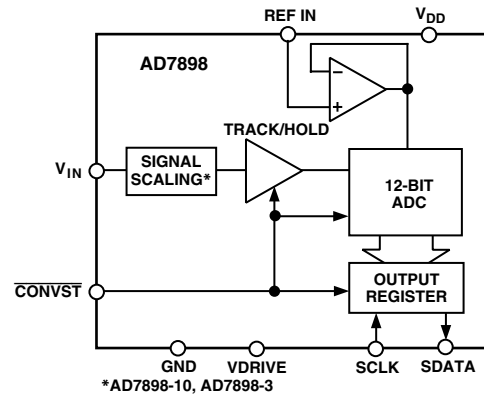 REF IN
VDD
AD7898
TRACK/HOLD
VIN
SIGNAL
SCALING*
12-BIT
ADC
CONVST
OUTPUT
REGISTER
GND
VDRIVE
SCLK
SDATA
*AD7898-10, AD7898-3